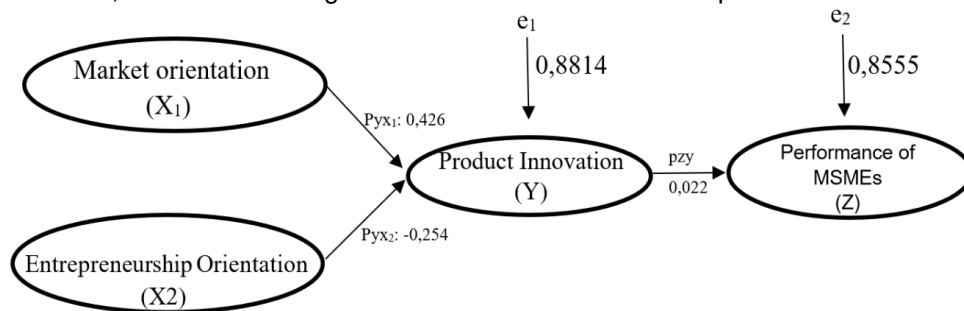 e₁
e₂
0,8814
0,8555
Market orientation
(X₁)
Pyx₁: 0,426
Product Innovation
(Y)
pzy
0,022
Performance of
MSMEs
(Z)
Pyx₂: -0,254
Entrepreneurship Orientation
(X2)